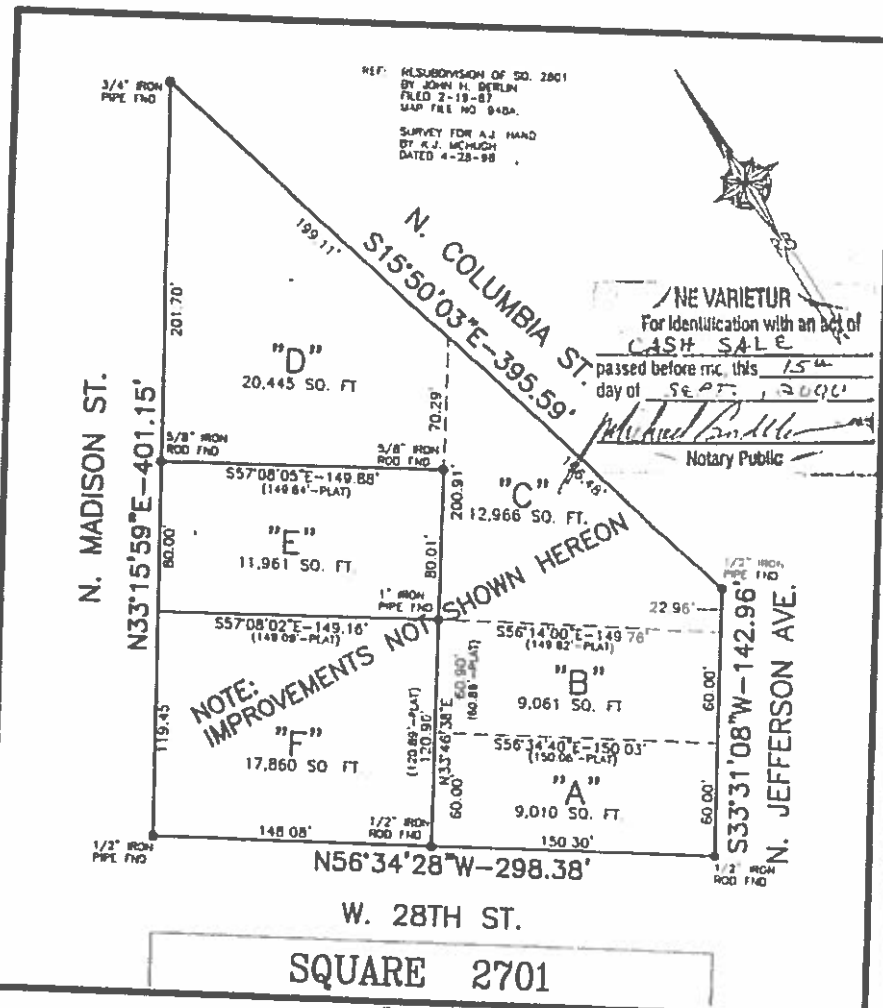 REF: RESUBDIVISION OF SQ. 2801
BY JOHN H. BERLIN
FILED 2-19-87
MAP FILE NO 948A.
SURVEY FOR A.J. HAND
BY R.J. MCHUGH
DATED 4-28-98
3/4" IRON
PIPE FND
N. COLUMBIA ST.
S15°50'03"E-395.59'
199.11'
NE VARIETUR
For Identification with an act of
CASH SALE
passed before me, this 15th
day of SEPT.
Notary Public
201.70'
"D"
20,445 SQ. FT
70.29'
N. MADISON ST.
N33°15'59"E-401.15'
5/8" IRON
ROD FND
5/8" IRON
ROD FND
S57°08'05"E-149.88'
(149.84'-PLAT)
200.91'
"C"
12,966 SQ. FT.
80.00'
"E"
11,961 SQ. FT
80.01'
1" IRON
PIPE FND
1/2" IRON
PIPE FND
22.96'
S57°08'02"E-149.16'
(149.09'-PLAT)
S56°14'00"E-149.76'
(149.82'-PLAT)
NOTE:
IMPROVEMENTS NOT SHOWN HEREON
60.90'
(60.89'-PLAT)
"B"
9,061 SQ. FT
60.00'
S33°31'08"W-142.96'
N. JEFFERSON AVE.
119.45
"F"
17,860 SQ FT
(120.89'-PLAT)
120.90'
N33°46'38"E
S56°34'40"E-150.03'
(150.06'-PLAT)
"A"
9,010 SQ. FT.
60.00'
60.00'
1/2" IRON
PIPE FND
148.08'
1/2" IRON
ROD FND
150.30'
1/2" IRON
ROD FND
N56°34'28"W-298.38'
W. 28TH ST.
SQUARE 2701